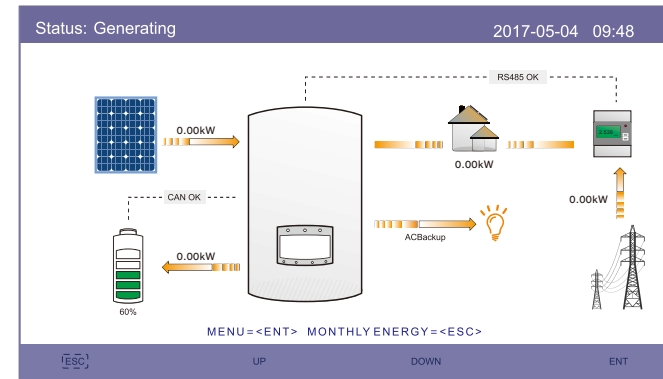 Status: Generating
2017-05-04 09:48
RS485 OK
0.00kW
0.00kW
CAN OK
0.00kW
ACBackup
0.00kW
60%
MENU=<ENT> MONTHLY ENERGY=<ESC>
ESC UP DOWN ENT